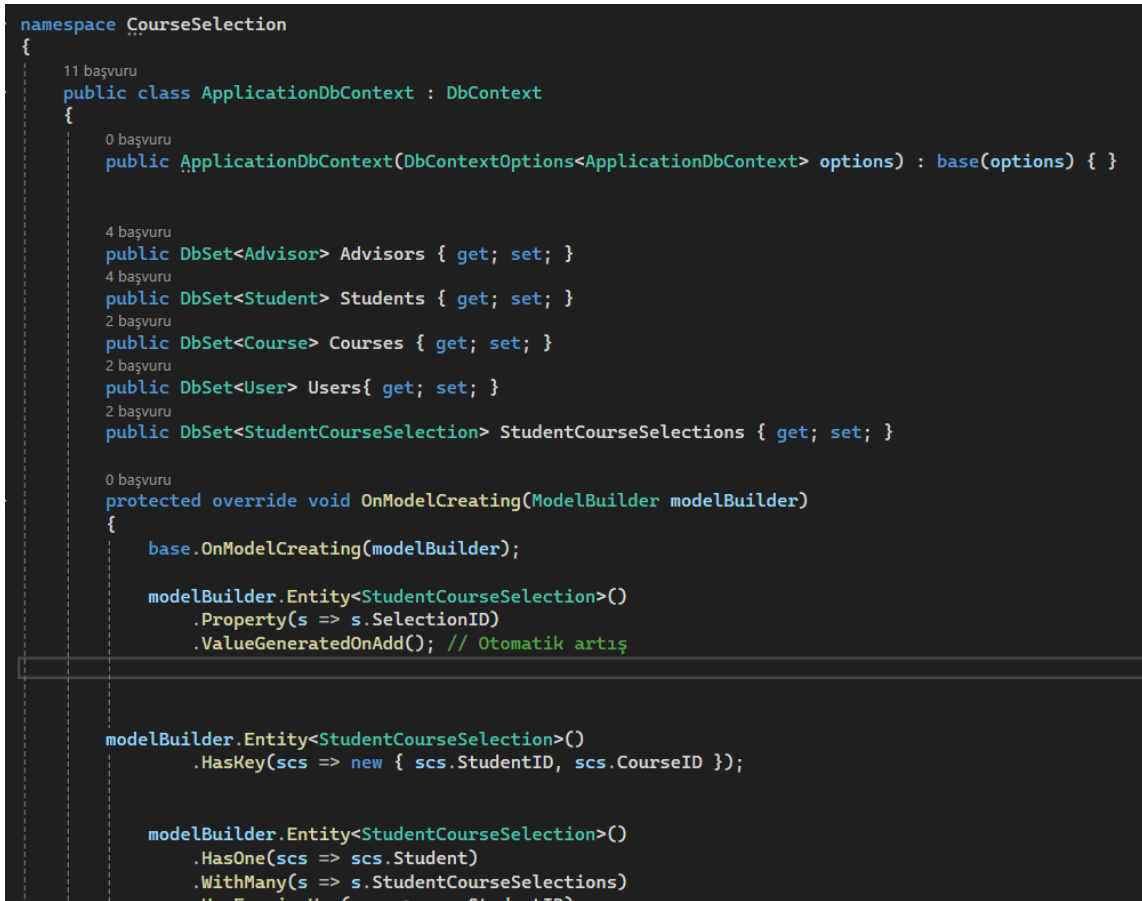 namespace CourseSelection
{
11 başvuru
public class ApplicationDbContext : DbContext
{
0 başvuru
public ApplicationDbContext(DbContextOptions<ApplicationDbContext> options) : base(options) { }
4 başvuru
public DbSet<Advisor> Advisors { get; set; }
4 başvuru
public DbSet<Student> Students { get; set; }
2 başvuru
public DbSet<Course> Courses { get; set; }
2 başvuru
public DbSet<User> Users{ get; set; }
2 başvuru
public DbSet<StudentCourseSelection> StudentCourseSelections { get; set; }
0 başvuru
protected override void OnModelCreating(ModelBuilder modelBuilder)
{
base.OnModelCreating(modelBuilder);
modelBuilder.Entity<StudentCourseSelection>()
.Property(s => s.SelectionID)
.ValueGeneratedOnAdd(); // Otomatik artış
modelBuilder.Entity<StudentCourseSelection>()
.HasKey(scs => new { scs.StudentID, scs.CourseID });
modelBuilder.Entity<StudentCourseSelection>()
.HasOne(scs => scs.Student)
.WithMany(s => s.StudentCourseSelections)